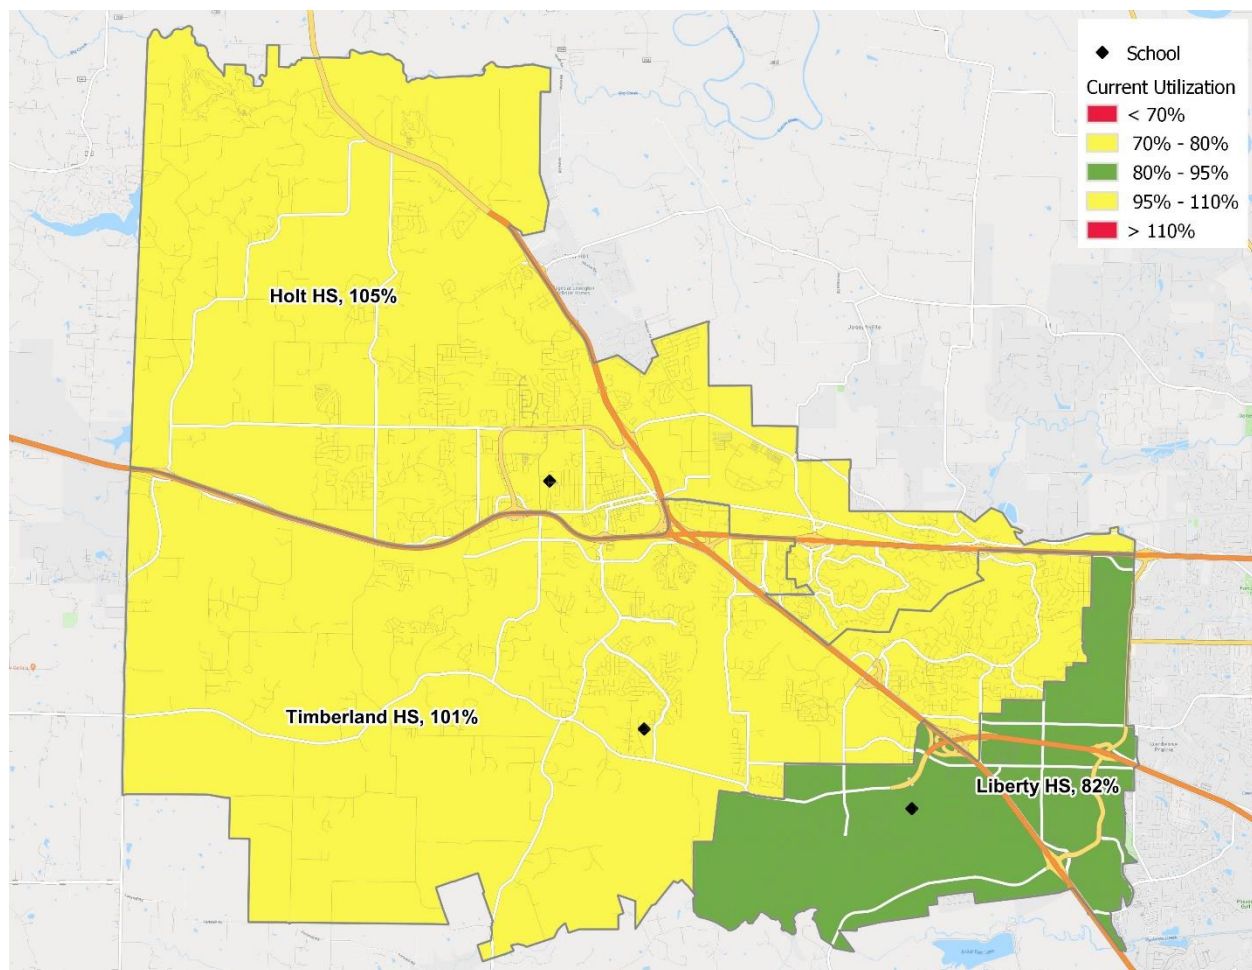 School
Current Utilization
< 70%
70% - 80%
80% - 95%
95% - 110%
> 110%
Holt HS, 105%
Timberland HS, 101%
Liberty HS, 82%
Josephville